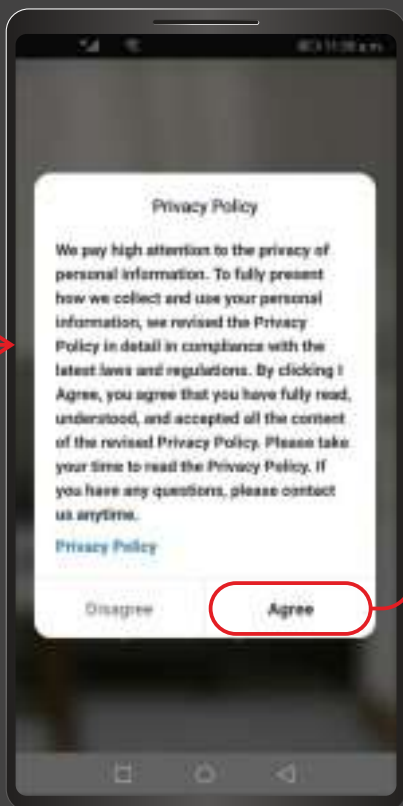 Privacy Policy
We pay high attention to the privacy of
personal information. To fully present
how we collect and use your personal
information, we revised the Privacy
Policy in detail in compliance with the
latest laws and regulations. By clicking I
Agree, you agree that you have fully read,
understood, and accepted all the content
of the revised Privacy Policy. Please take
your time to read the Privacy Policy. If
you have any questions, please contact
us anytime.
Privacy Policy
Disagree Agree